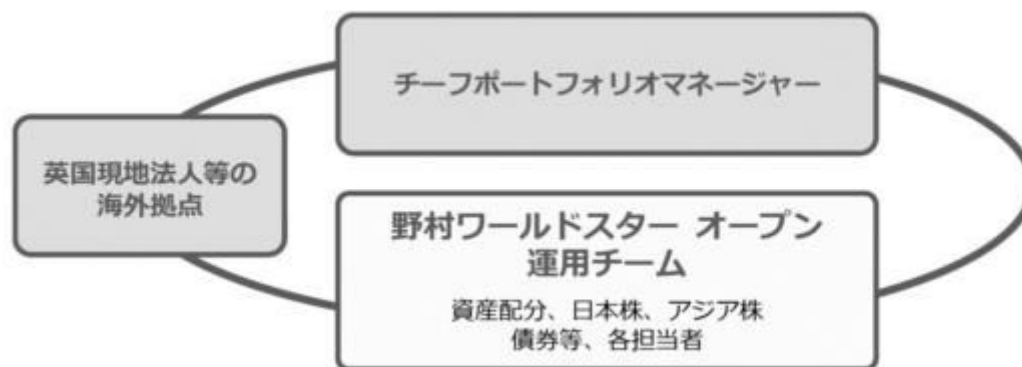 チーフポートフォリオマネージャー
英国現地法人等の
海外拠点
野村ワールドスター オープン
運用チーム
資産配分、日本株、アジア株
債券等、各担当者